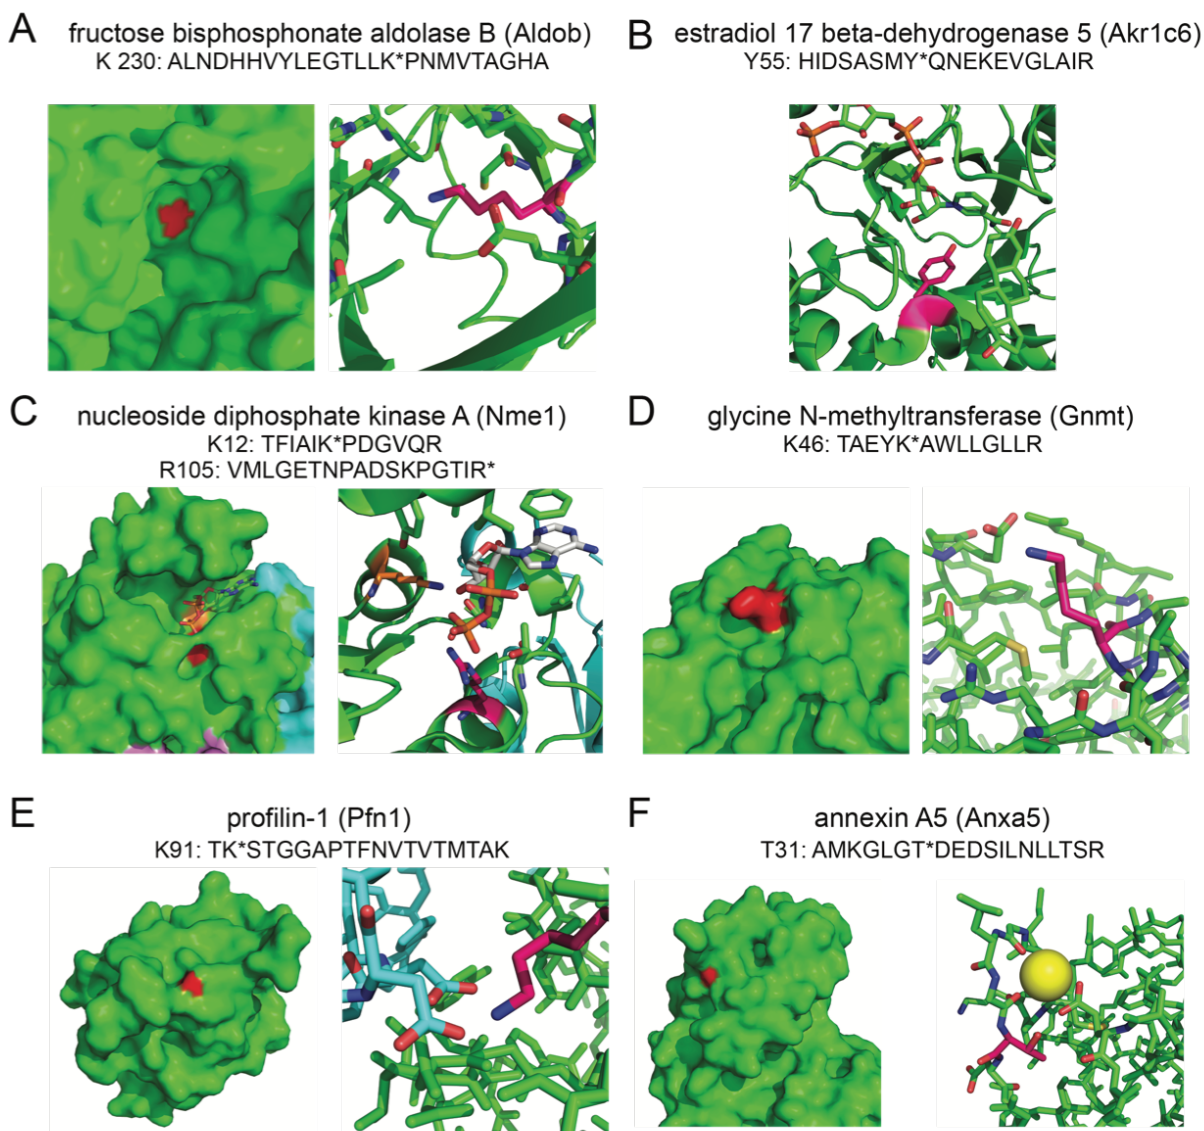 A
fructose bisphosphonate aldolase B (Aldob)
K 230: ALNDHHVYLEGTLLK*PNMVTAGHA
B
estradiol 17 beta-dehydrogenase 5 (Akr1c6)
Y55: HIDSASMY*QNEKEVGLAIR
C
nucleoside diphosphate kinase A (Nme1)
K12: TFIAIK*PDGVQR
R105: VMLGETNPADSKPGTIR*
D
glycine N-methyltransferase (Gnmt)
K46: TAEYK*AWLLGLLR
E
profilin-1 (Pfn1)
K91: TK*STGGAPTFNVTVTMTAK
F
annexin A5 (Anxa5)
T31: AMKGLGT*DEDSILNLLTSR